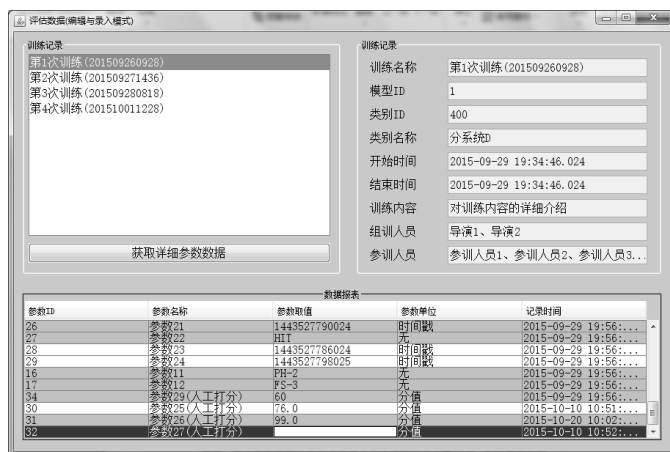 评估数据(编辑与录入模式)
训练记录
第1次训练(201509260928)
第2次训练(201509271436)
第3次训练(201509280818)
第4次训练(201510011228)
获取详细参数数据
训练记录
训练名称 第1次训练(201509260928)
模型ID 1
类别ID 400
类别名称 分系统D
开始时间 2015-09-29 19:34:46.024
结束时间 2015-09-29 19:34:46.024
训练内容 对训练内容的详细介绍
组训人员 导演1、导演2
参训人员 参训人员1、参训人员2、参训人员3...
数据报表
参数ID 参数名称 参数取值 参数单位 记录时间
26 参数21 1443527790024 时间戳 2015-09-29 19:56:...
27 参数22 HIT 无 2015-09-29 19:56:...
28 参数23 1443527786024 时间戳 2015-09-29 19:56:...
29 参数24 1443527798025 时间戳 2015-09-29 19:56:...
16 参数11 PH-2 无 2015-09-29 19:56:...
17 参数12 FS-3 无 2015-09-29 19:56:...
34 参数29(人工打分) 60 分值 2015-09-29 19:56:...
30 参数25(人工打分) 76.0 分值 2015-10-10 10:51:...
31 参数26(人工打分) 99.0 分值 2015-10-20 10:02:...
32 参数27(人工打分) 分值 2015-10-10 10:52:...